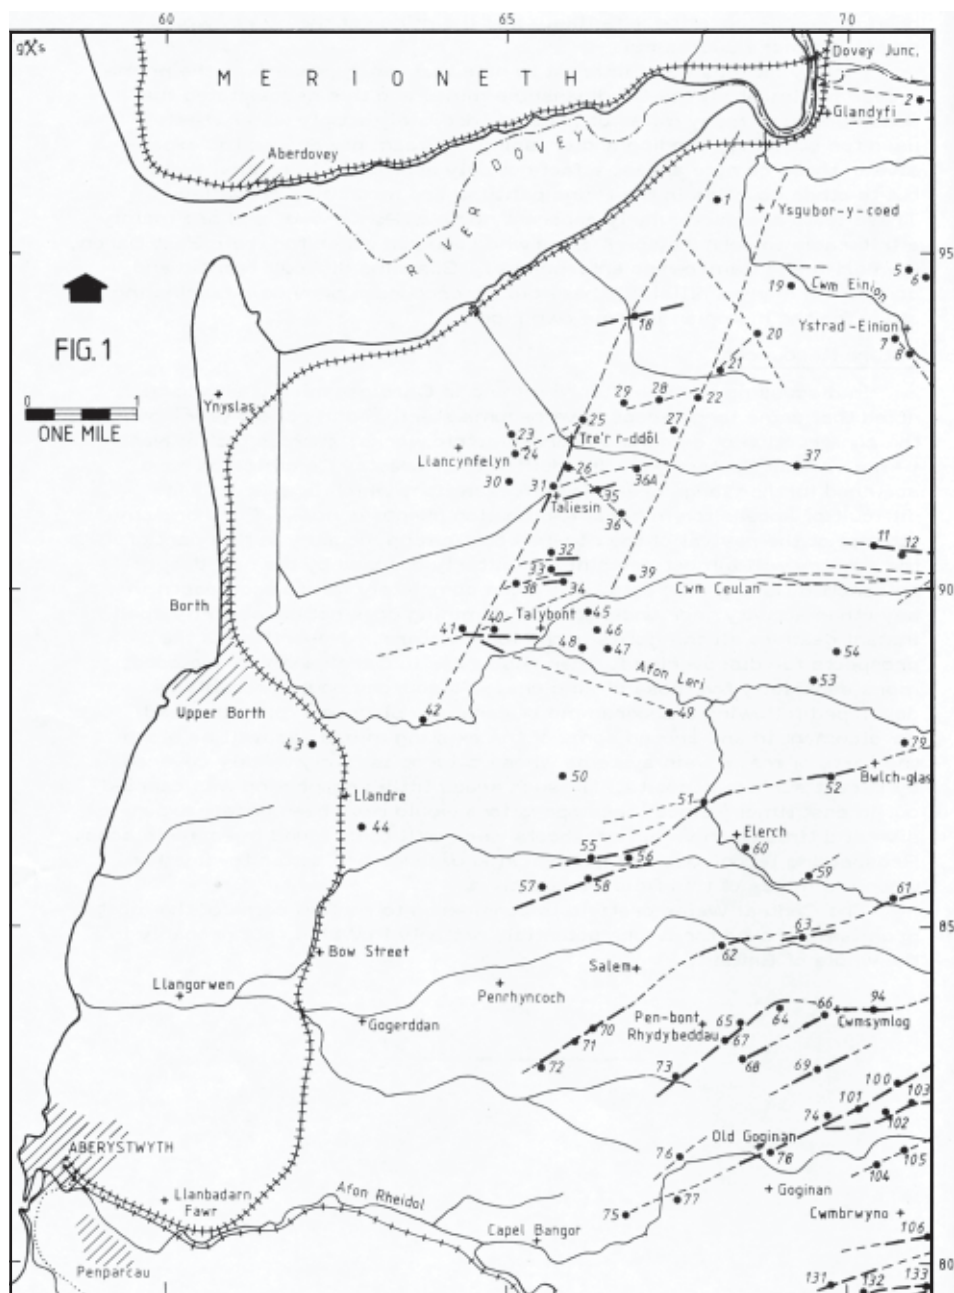 60 65 70
gXs
MERIONETH
Dovey Junc.
2
Glandyfi
Aberdovey
RIVER DOVEY
1
Ysgubor-y-coed
95 95
5
6
19 Cwm Einion
18
Ystrad-Einion
20
7
8
FIG.1
21
Ynyslas
29 28 22
ONE MILE
25 27
23 Tre'r r-ddôl
24
Llancynfelyn
37
26
36A
30 31
35
Taliesin
36
11 12
32
33
39
90 90
38 34
Cwm Ceulan
Borth
45
Talybont
41 40 46
48 47 54
Afon Leri
53
Upper Borth
42 49
43
79
50
Bwlch-glas
52
51
Llandre
44
Elerch
60
55 56
57 58 59
61
63
85 85
62
Bow Street
Salem
Llangorwen
Penrhyncoch
64 66 94
Pen-bont 65
Rhydybeddau
Cwmsymlog
Gogerddan
70
67
71
68
72 73 69
100
101 103
74
102
ABERYSTWYTH
Old Goginan
76 78 105
104
Llanbadarn
Fawr
Afon Rheidol
77
Goginan
75
Capel Bangor
Cwmbrwyno
106
Penparcau
80
131 132 133